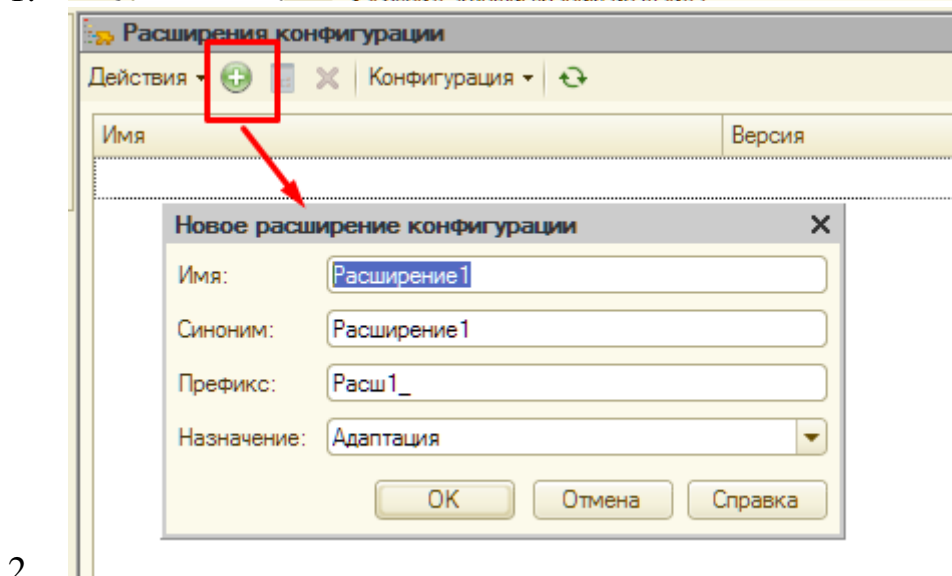 Расширения конфигурации
Действия Конфигурация
Имя Версия
Новое расширение конфигурации
Имя: Расширение1
Синоним: Расширение1
Префикс: Расш1_
Назначение: Адаптация
OK Отмена Справка
2